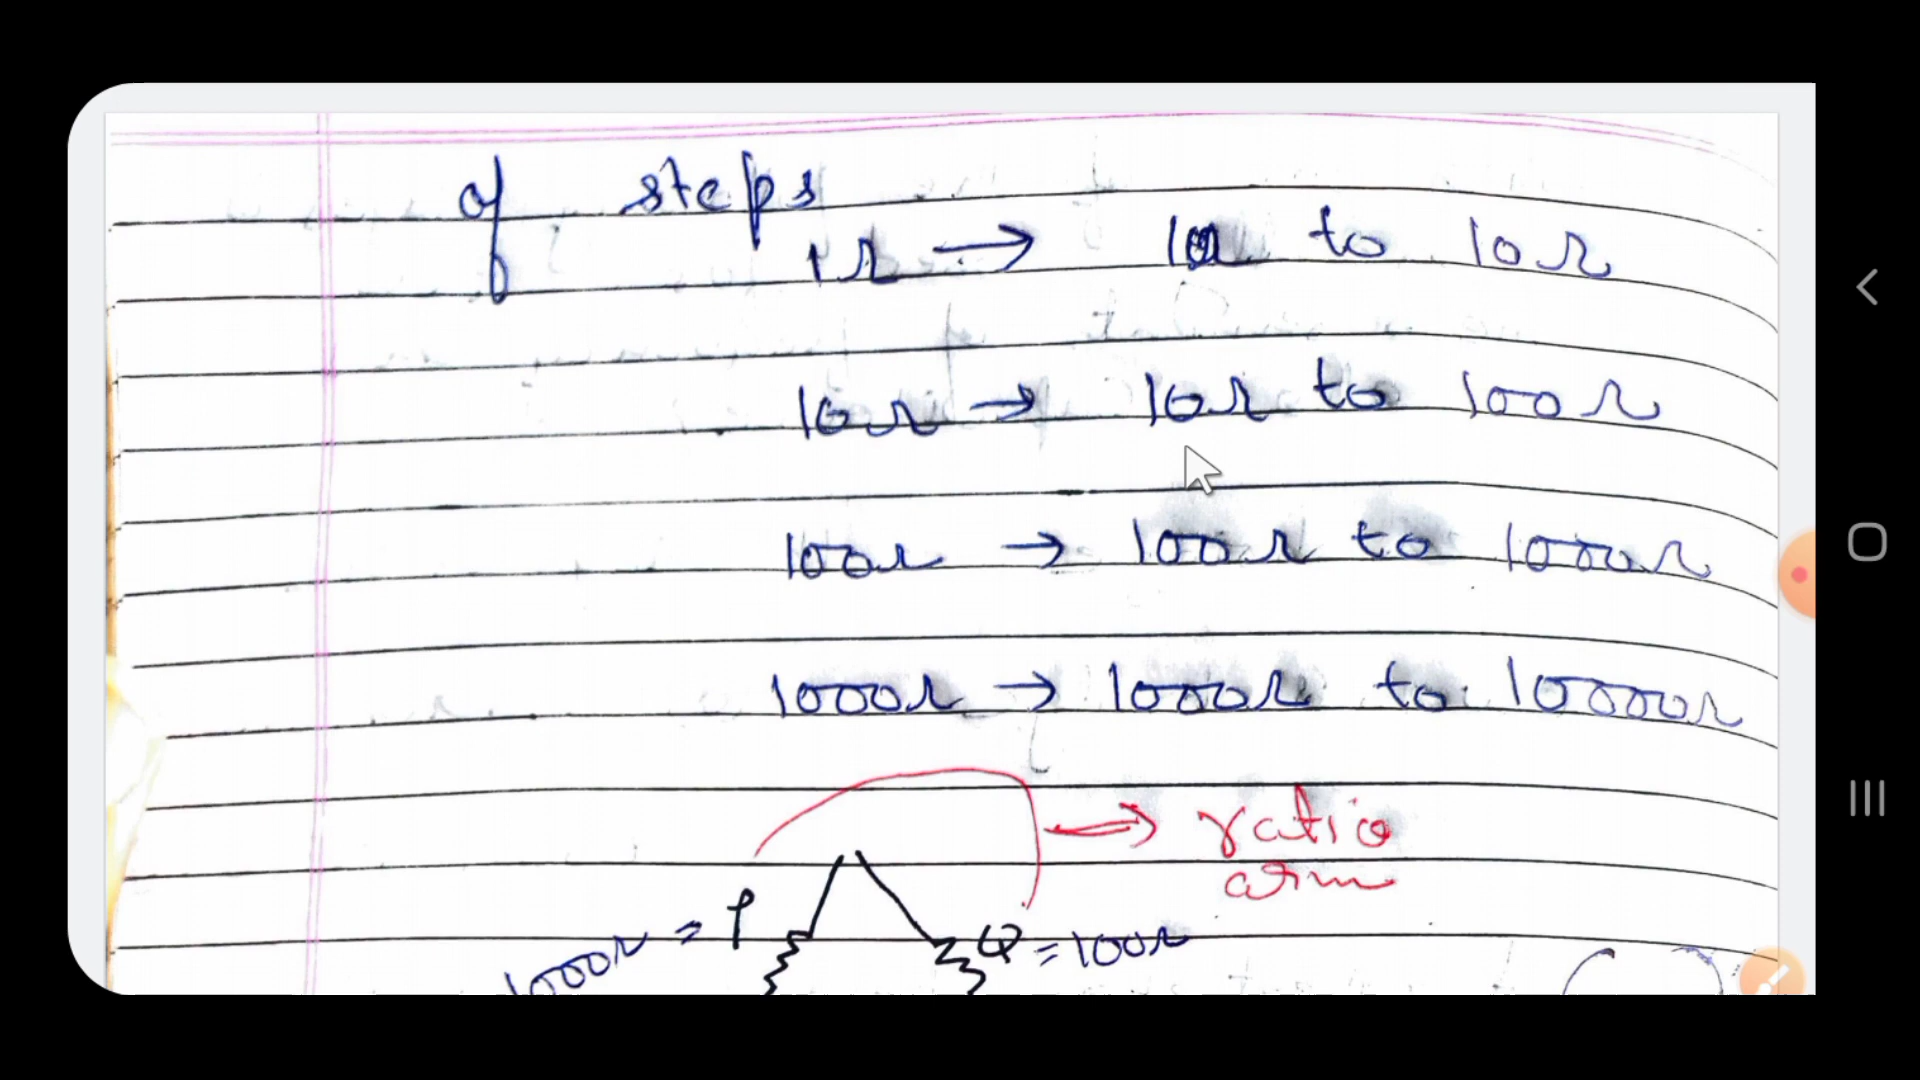 of steps
1Ω → 1Ω to 10Ω
10Ω → 10Ω to 100Ω
100Ω → 100Ω to 1000Ω
1000Ω → 1000Ω to 10000Ω
→ ratio
arm
1000Ω = P Q = 100Ω